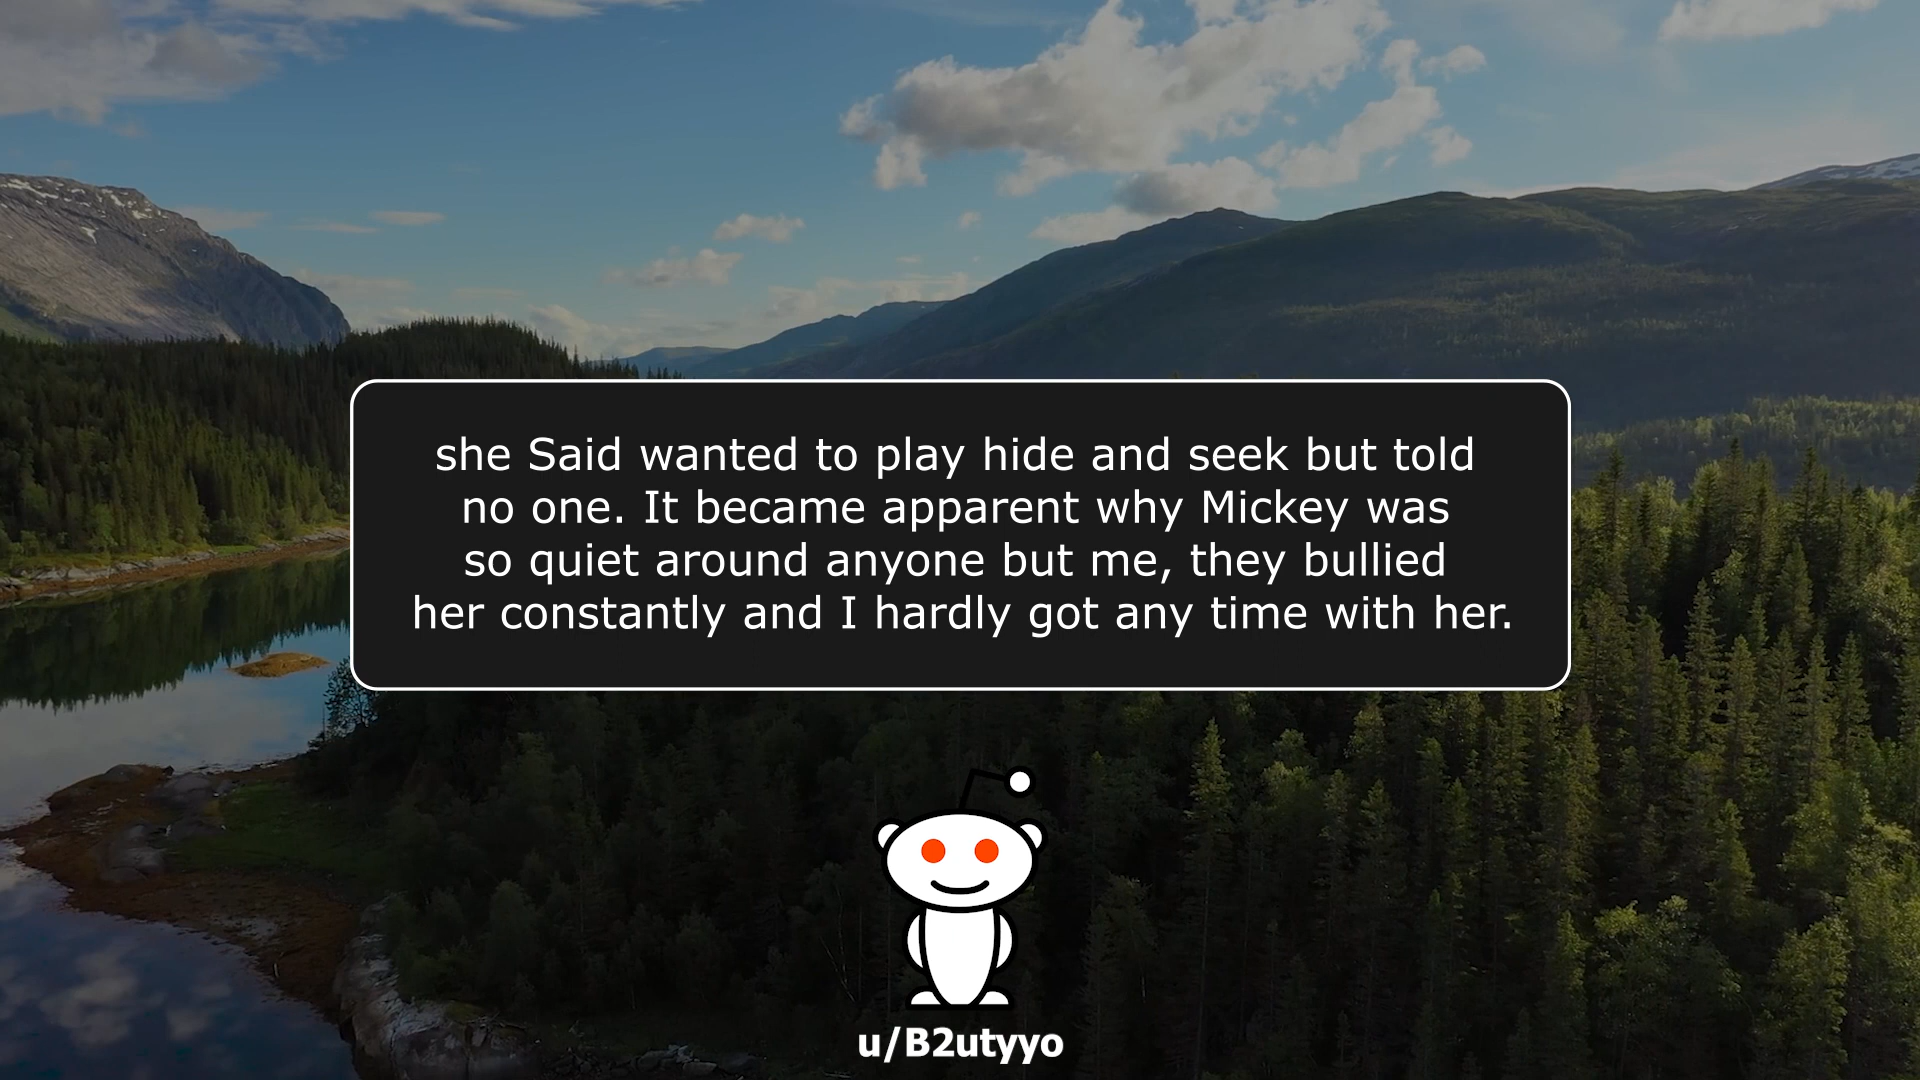 she Said wanted to play hide and seek but told
no one. It became apparent why Mickey was
so quiet around anyone but me, they bullied
her constantly and I hardly got any time with her.
u/B2utyyo